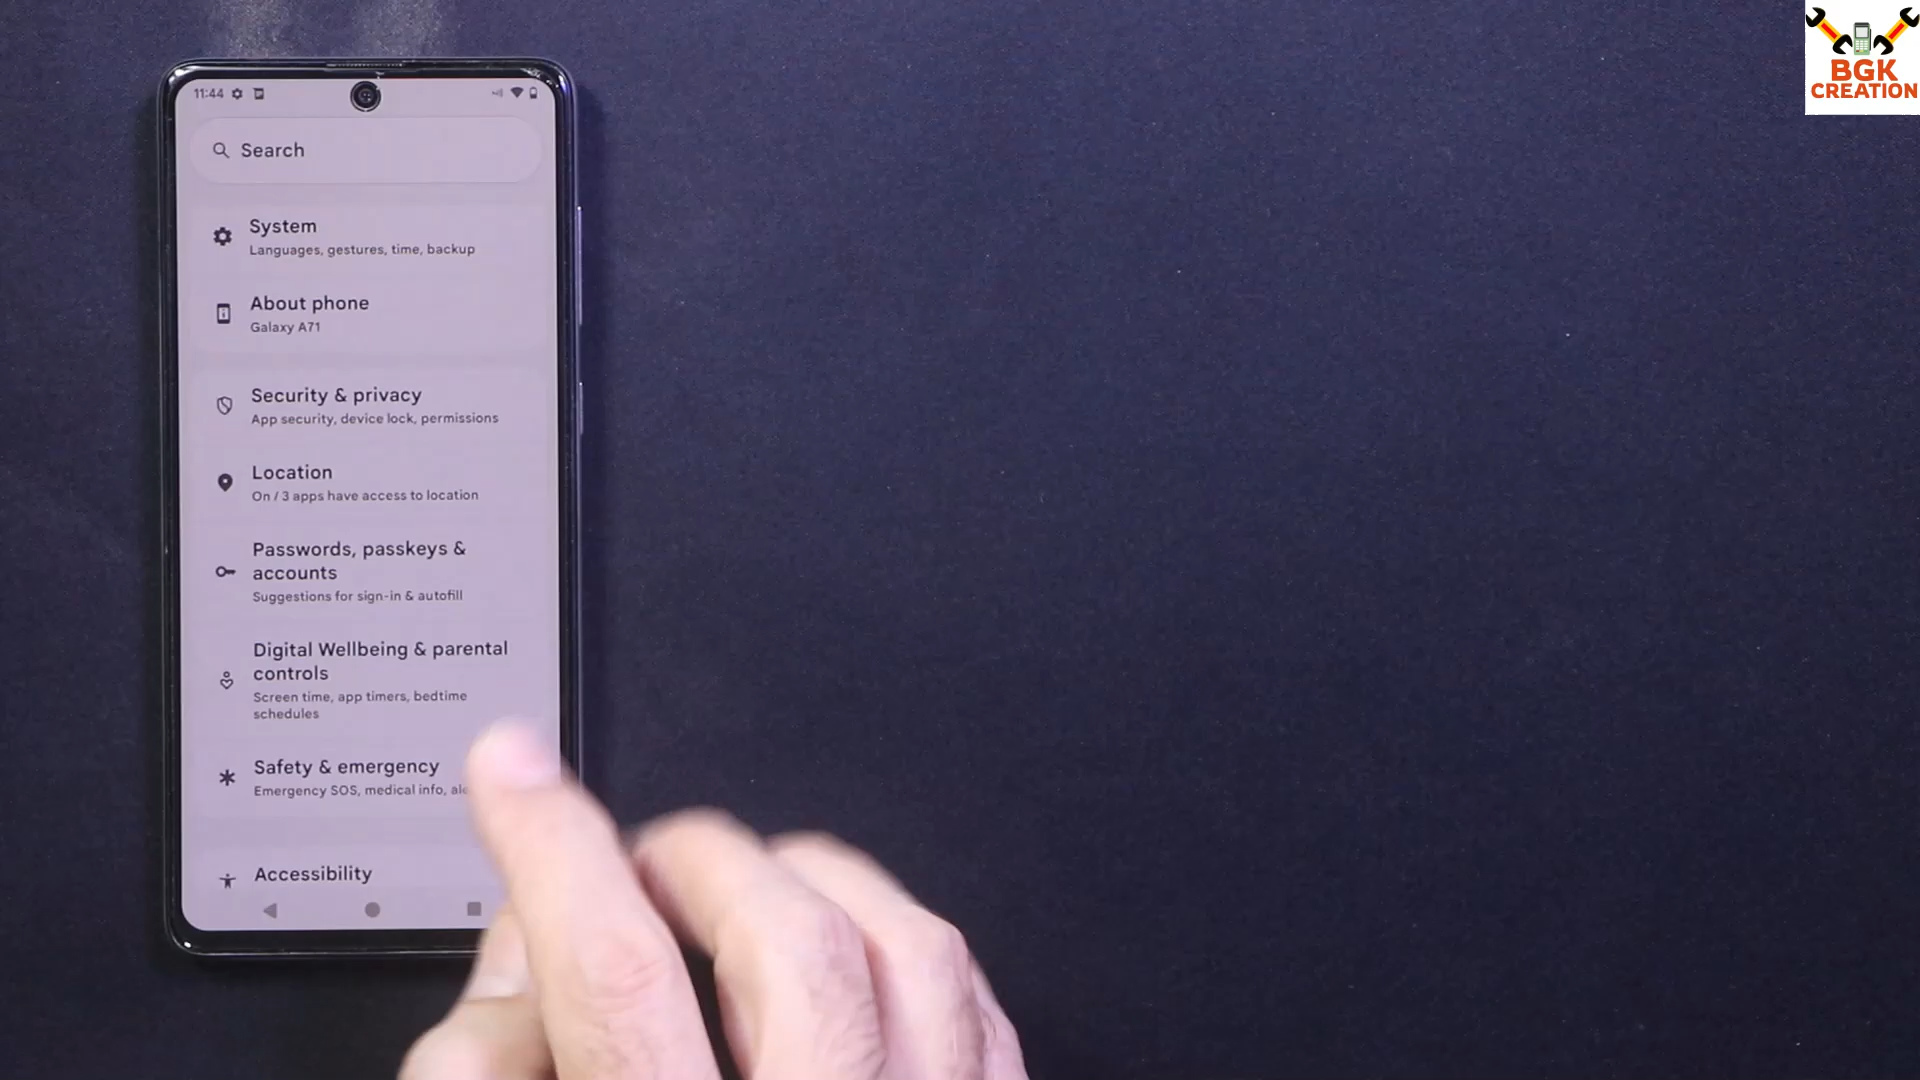 11:44
BGK
CREATION
Search
System
Languages, gestures, time, backup
About phone
Galaxy A71
Security & privacy
App security, device lock, permissions
Location
On / 3 apps have access to location
Passwords, passkeys &
accounts
Suggestions for sign-in & autofill
Digital Wellbeing & parental
controls
Screen time, app timers, bedtime
schedules
Safety & emergency
Emergency SOS, medical info,
Accessibility